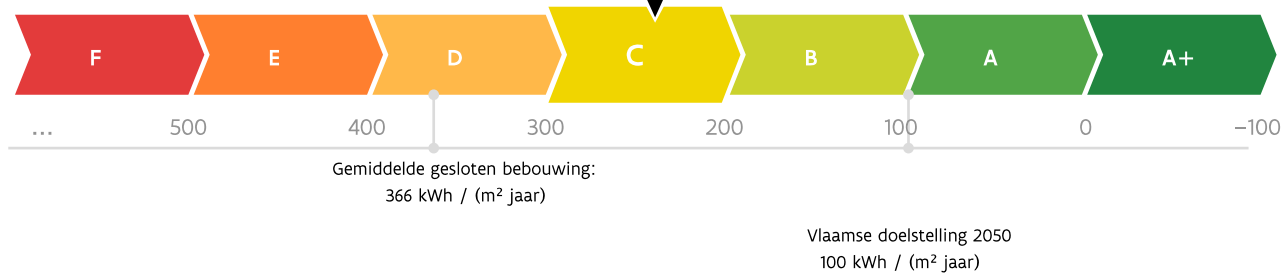 F E D C B A A+
... 500 400 300 200 100 0 −100
Gemiddelde gesloten bebouwing:
366 kWh / (m² jaar)
Vlaamse doelstelling 2050
100 kWh / (m² jaar)